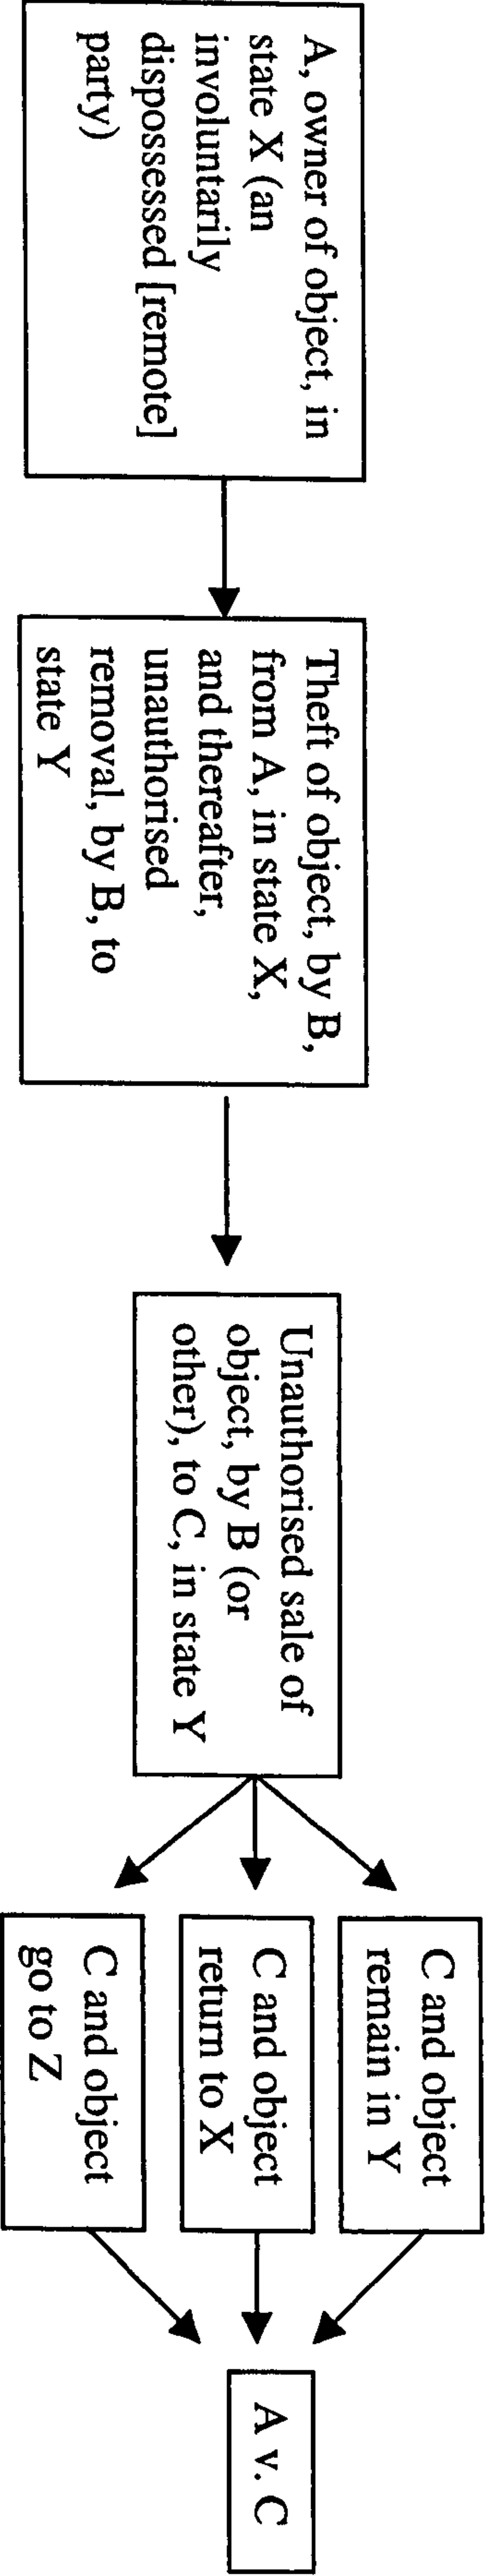 A, owner of object, in
state X (an
involuntarily
dispossessed [remote]
party)
Theft of object, by B,
from A, in state X,
and thereafter,
unauthorised
removal, by B, to
state Y
Unauthorised sale of
object, by B (or
other), to C, in state Y
C and object
remain in Y
C and object
return to X
C and object
go to Z
A v. C